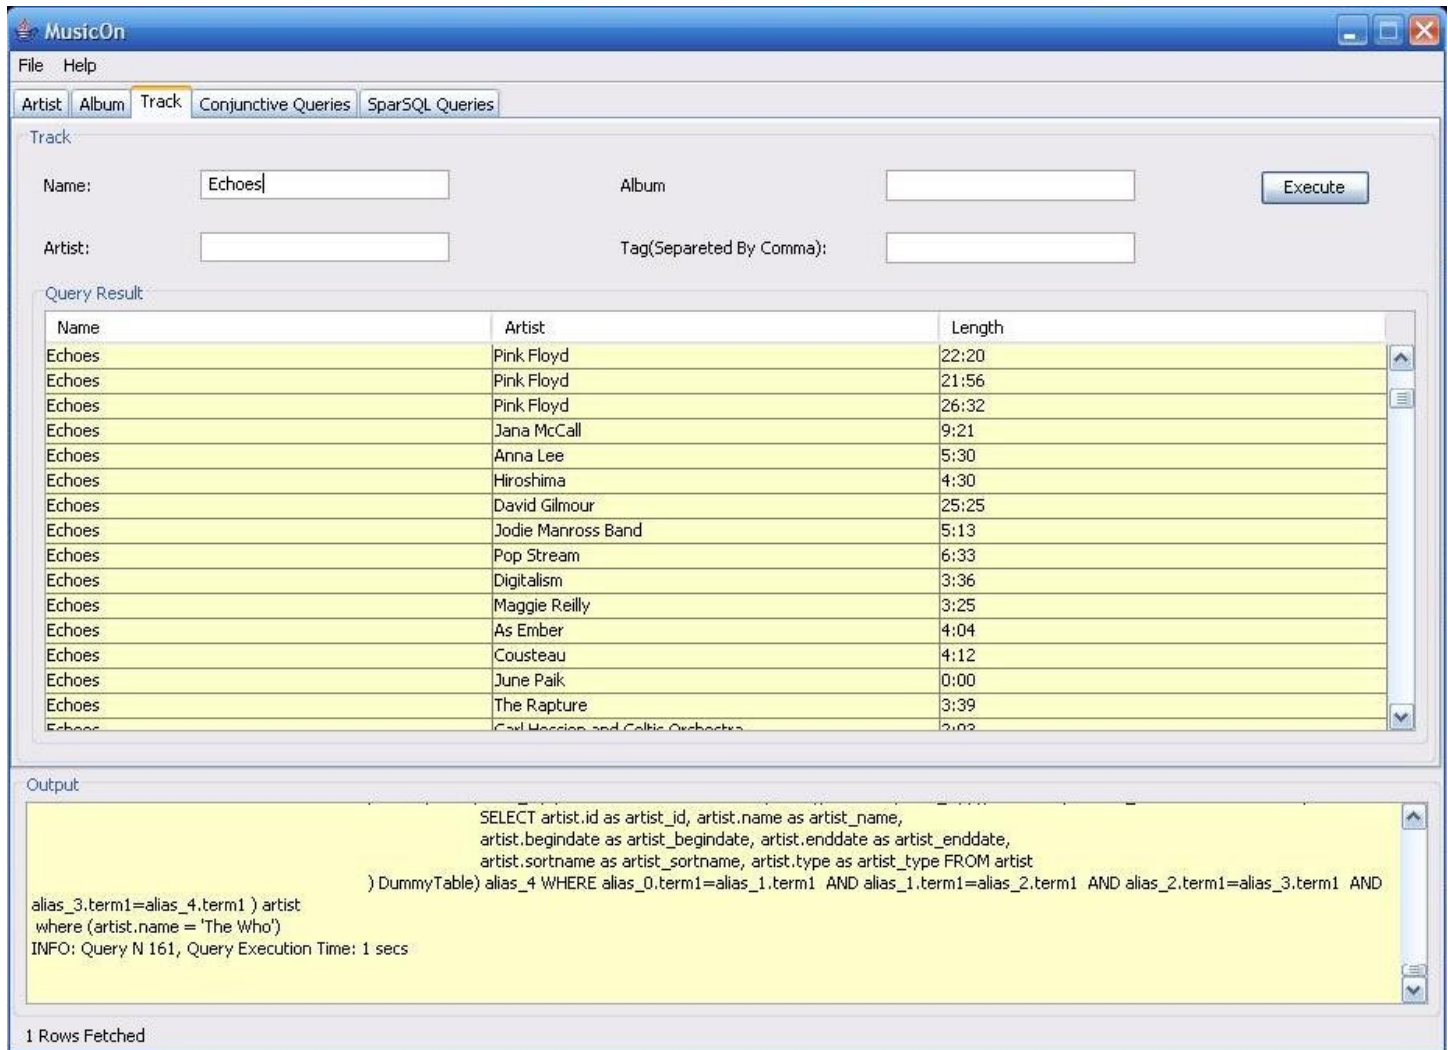 MusicOn
File Help
Artist Album Track Conjunctive Queries SparSQL Queries
Track
Name: Echoes Album Execute
Artist: Tag(Separeted By Comma):
Query Result
Name Artist Length
Echoes Pink Floyd 22:20
Echoes Pink Floyd 21:56
Echoes Pink Floyd 26:32
Echoes Jana McCall 9:21
Echoes Anna Lee 5:30
Echoes Hiroshima 4:30
Echoes David Gilmour 25:25
Echoes Jodie Manross Band 5:13
Echoes Pop Stream 6:33
Echoes Digitalism 3:36
Echoes Maggie Reilly 3:25
Echoes As Ember 4:04
Echoes Cousteau 4:12
Echoes June Paik 0:00
Echoes The Rapture 3:39
Echoes Carl Hession and Celtic Orchestra
Output
SELECT artist.id as artist_id, artist.name as artist_name,
artist.begindate as artist_begindate, artist.enddate as artist_enddate,
artist.sortname as artist_sortname, artist.type as artist_type FROM artist
) DummyTable) alias_4 WHERE alias_0.term1=alias_1.term1 AND alias_1.term1=alias_2.term1 AND alias_2.term1=alias_3.term1 AND
alias_3.term1=alias_4.term1 ) artist
where (artist.name = 'The Who')
INFO: Query N 161, Query Execution Time: 1 secs
1 Rows Fetched